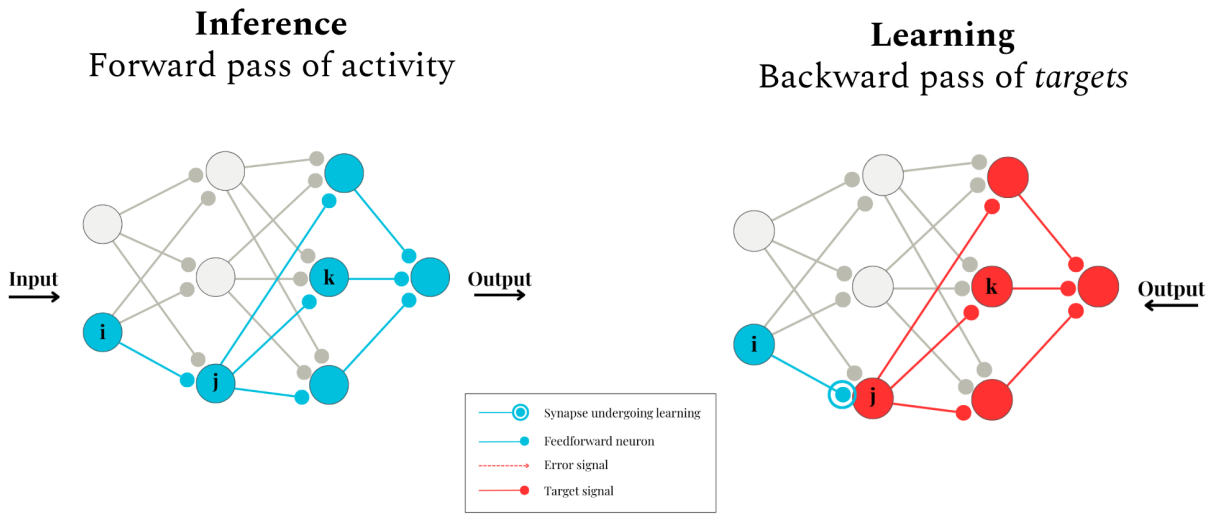 Inference
Forward pass of activity
Learning
Backward pass of targets
Input
i
j
k
Output
i
j
k
Output
Synapse undergoing learning
Feedforward neuron
Error signal
Target signal